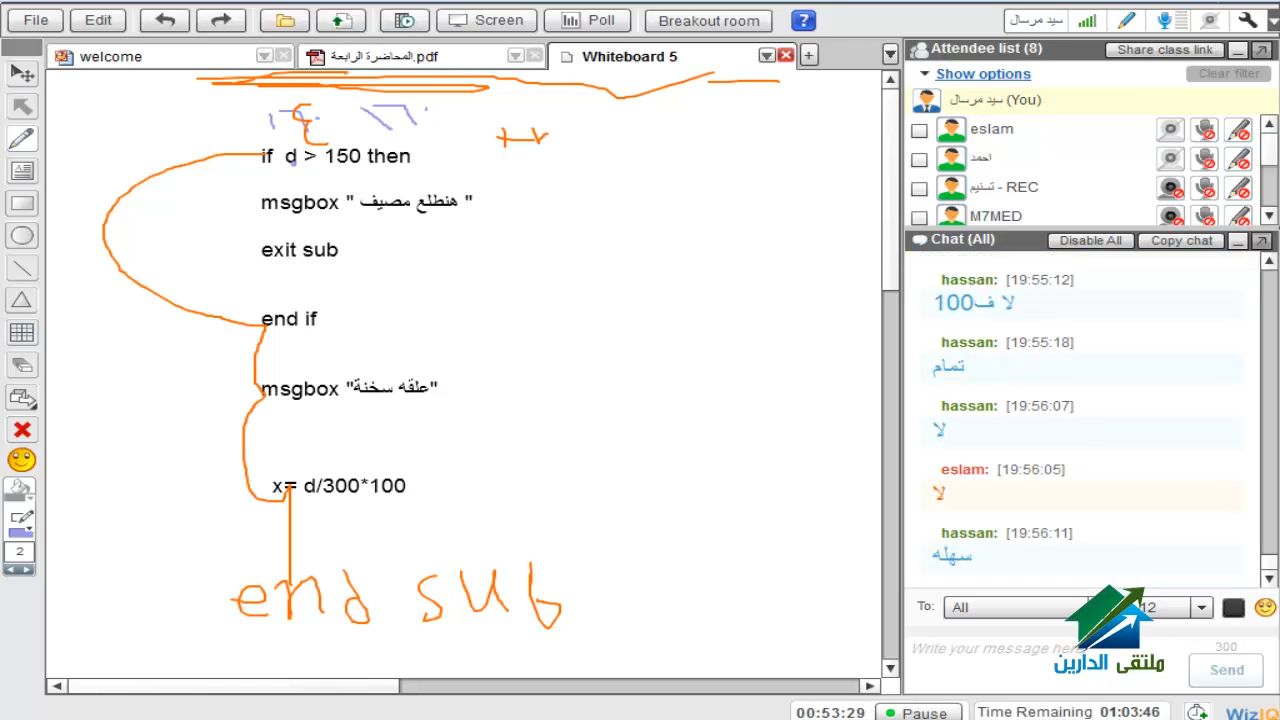 File Edit Screen Poll Breakout room ? سيد مرسال
welcome المحاضرة الرابعة.pdf Whiteboard 5
if d > 150 then
msgbox " هنطلع مصيف "
exit sub
end if
msgbox "علقه سخنة"
x= d/300*100
end sub
2
Attendee list (8) Share class link
Show options Clear filter
سيد مرسال (You)
eslam
احمد
تسنيم - REC
M7MED
Chat (All) Disable All Copy chat
hassan: [19:55:12]
لا ف100
hassan: [19:55:18]
تمام
hassan: [19:56:07]
لا
eslam: [19:56:05]
لا
hassan: [19:56:11]
سهله
To: All 12
Write your message here 300
Send
ملتقى الدارين
00:53:29 Pause Time Remaining 01:03:46 WizIQ